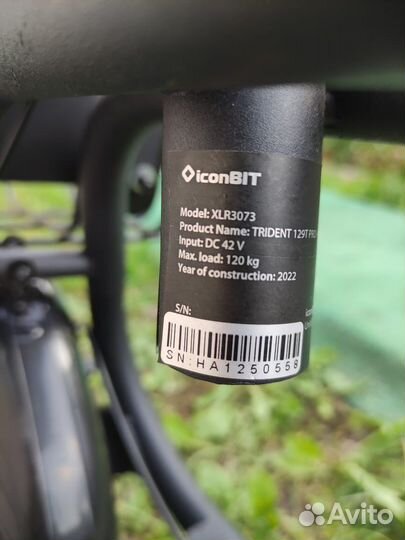 iconBIT
Model: XLR3073
Product Name: TRIDENT 129T PRO
Input: DC 42 V
Max. load: 120 kg
Year of construction: 2022
S/N:
SN:HA1250558
Avito